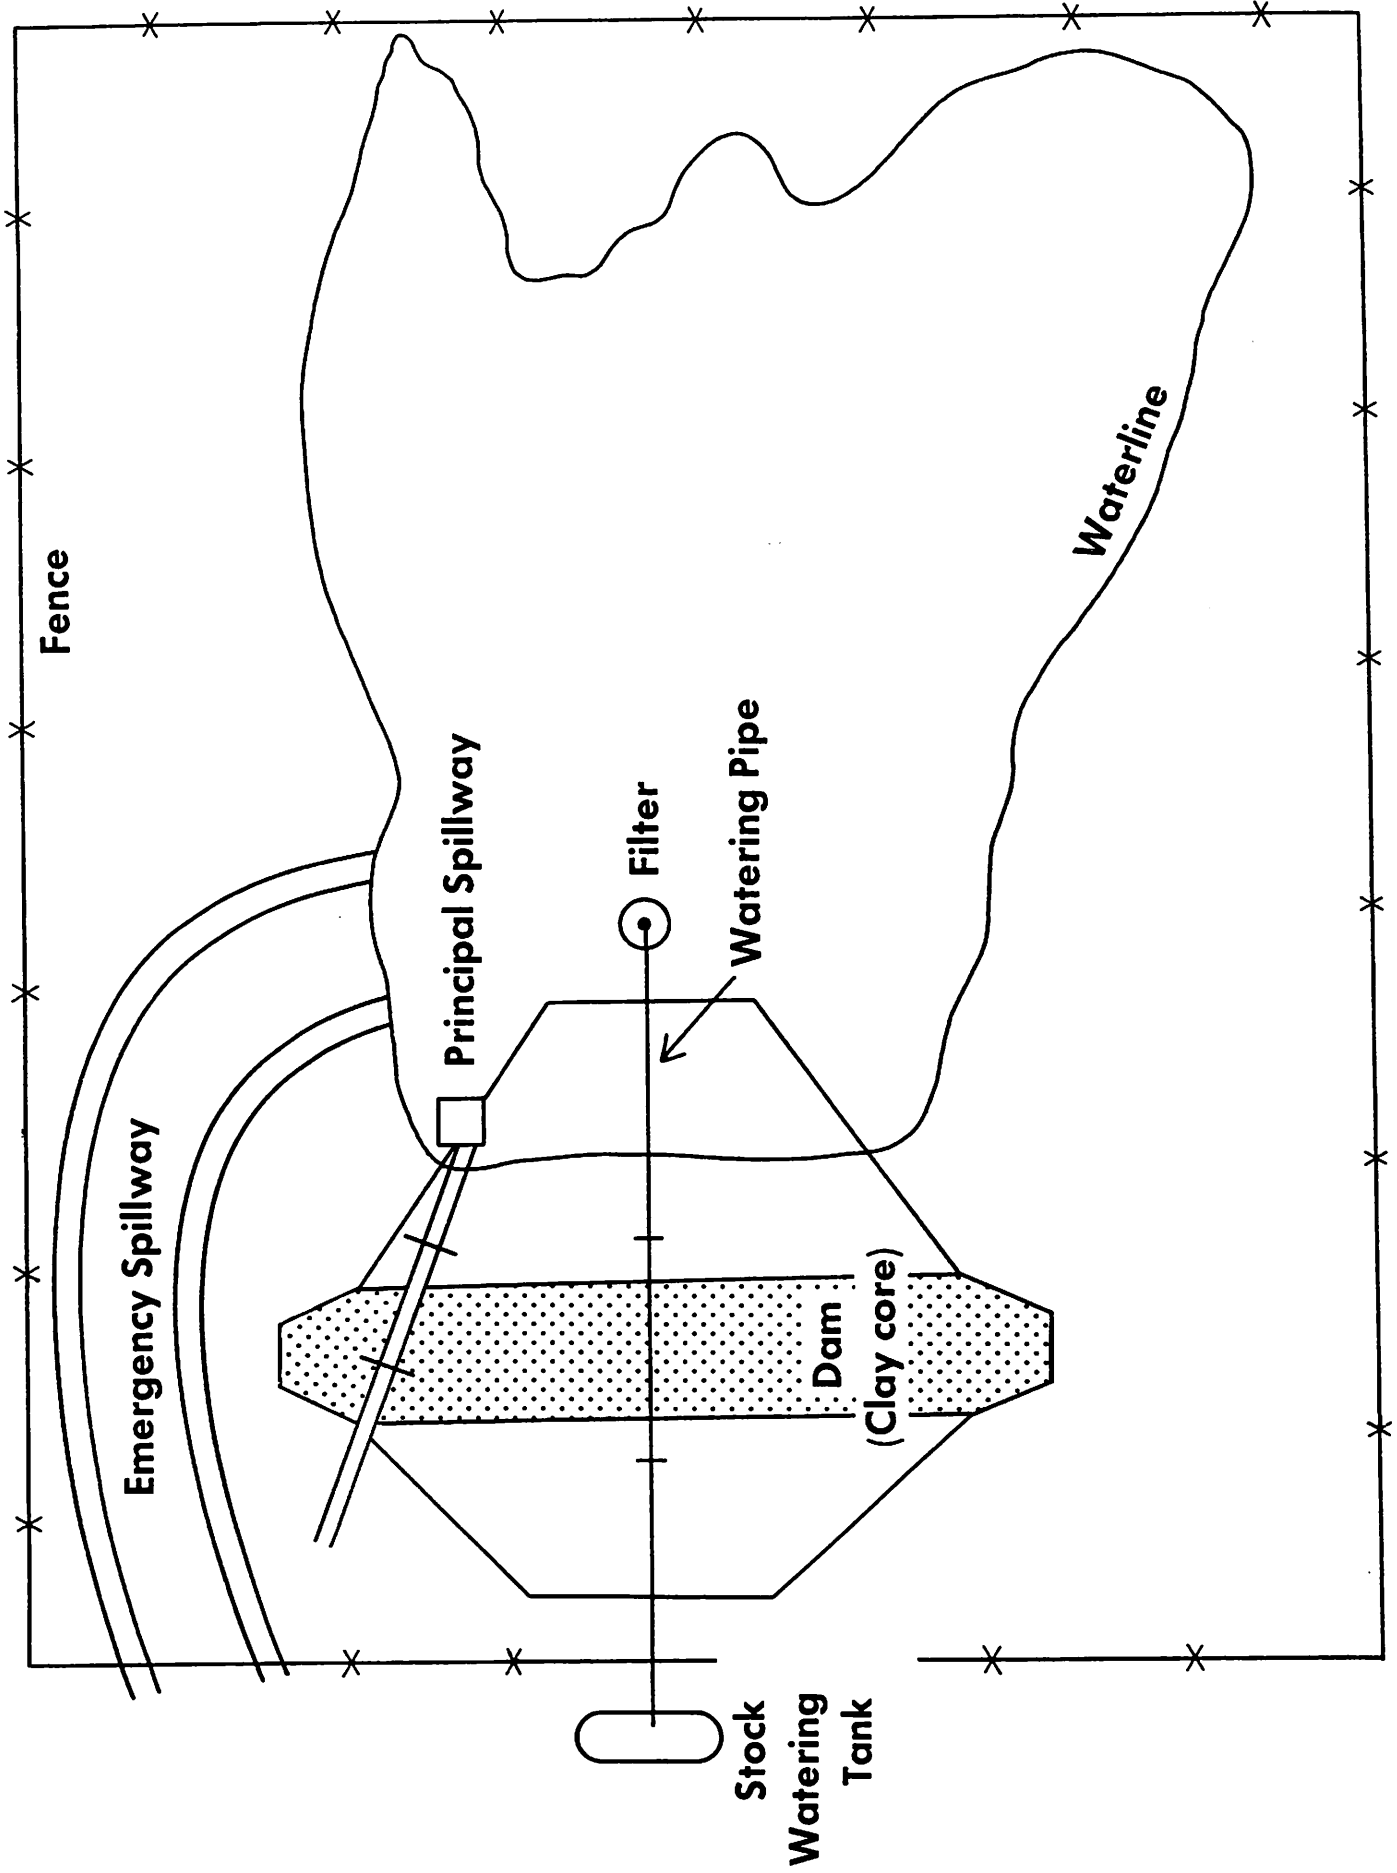 Fence
Emergency Spillway
Principal Spillway
Filter
Watering Pipe
Waterline
Dam
(Clay core)
Stock
Watering
Tank